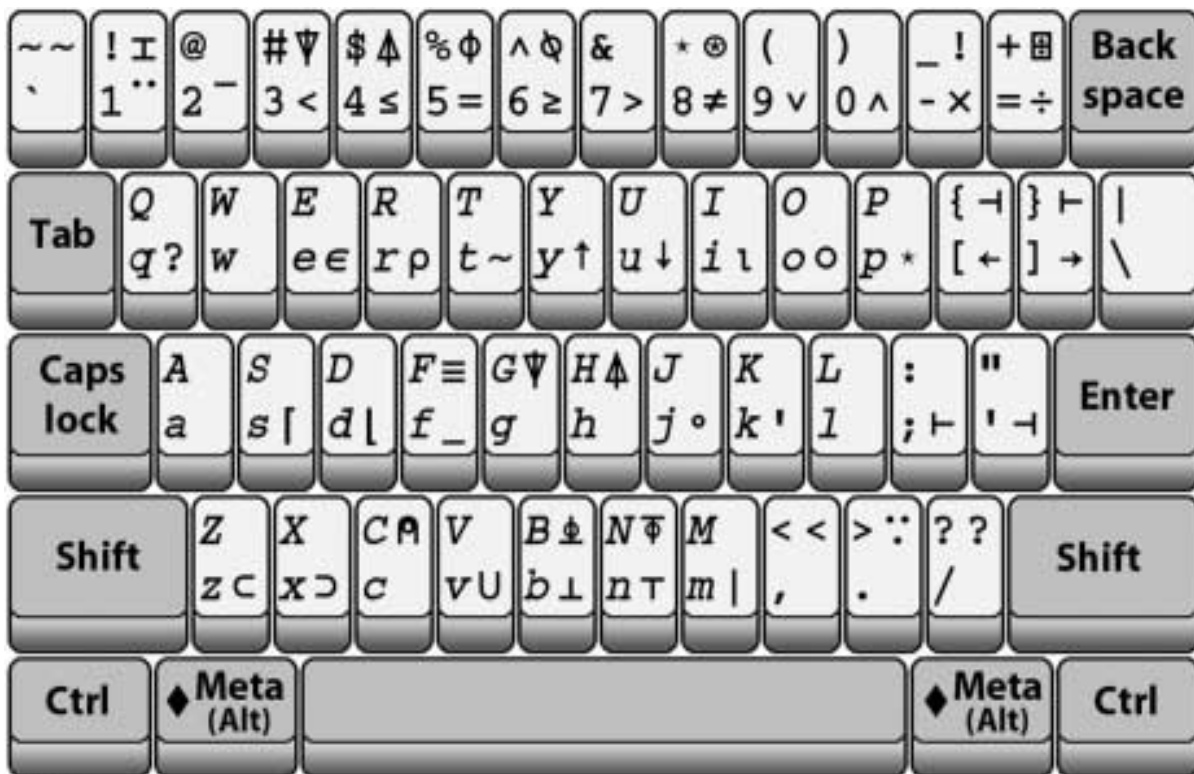 ~ ~ ! ⌶ @ # ⍒ $ ⍋ % ⌽ ^ ⍉ & * ⍟ ( ) _ ! + ⌹ Back
` 1 ¨ 2 ¯ 3 < 4 ≤ 5 = 6 ≥ 7 > 8 ≠ 9 ∨ 0 ∧ - × = ÷ space
Tab Q W E R T Y U I O P { ⊣ } ⊢ |
q ? w e ∈ r ⍴ t ~ y ↑ u ↓ i ⍳ o ○ p * [ ← ] → \
Caps A S D F ≡ G ⍒ H ⍋ J K L : " Enter
lock a s ⌈ d ⌊ f _ g h j ∘ k ' l ; ⊢ ' ⊣
Shift Z X C ⍝ V B ⍎ N ⍕ M < < > ⍪ ? ? Shift
z ⊂ x ⊃ c v ∪ b ⊥ n ⊤ m | , . /
Ctrl ♦ Meta ♦ Meta Ctrl
(Alt) (Alt)